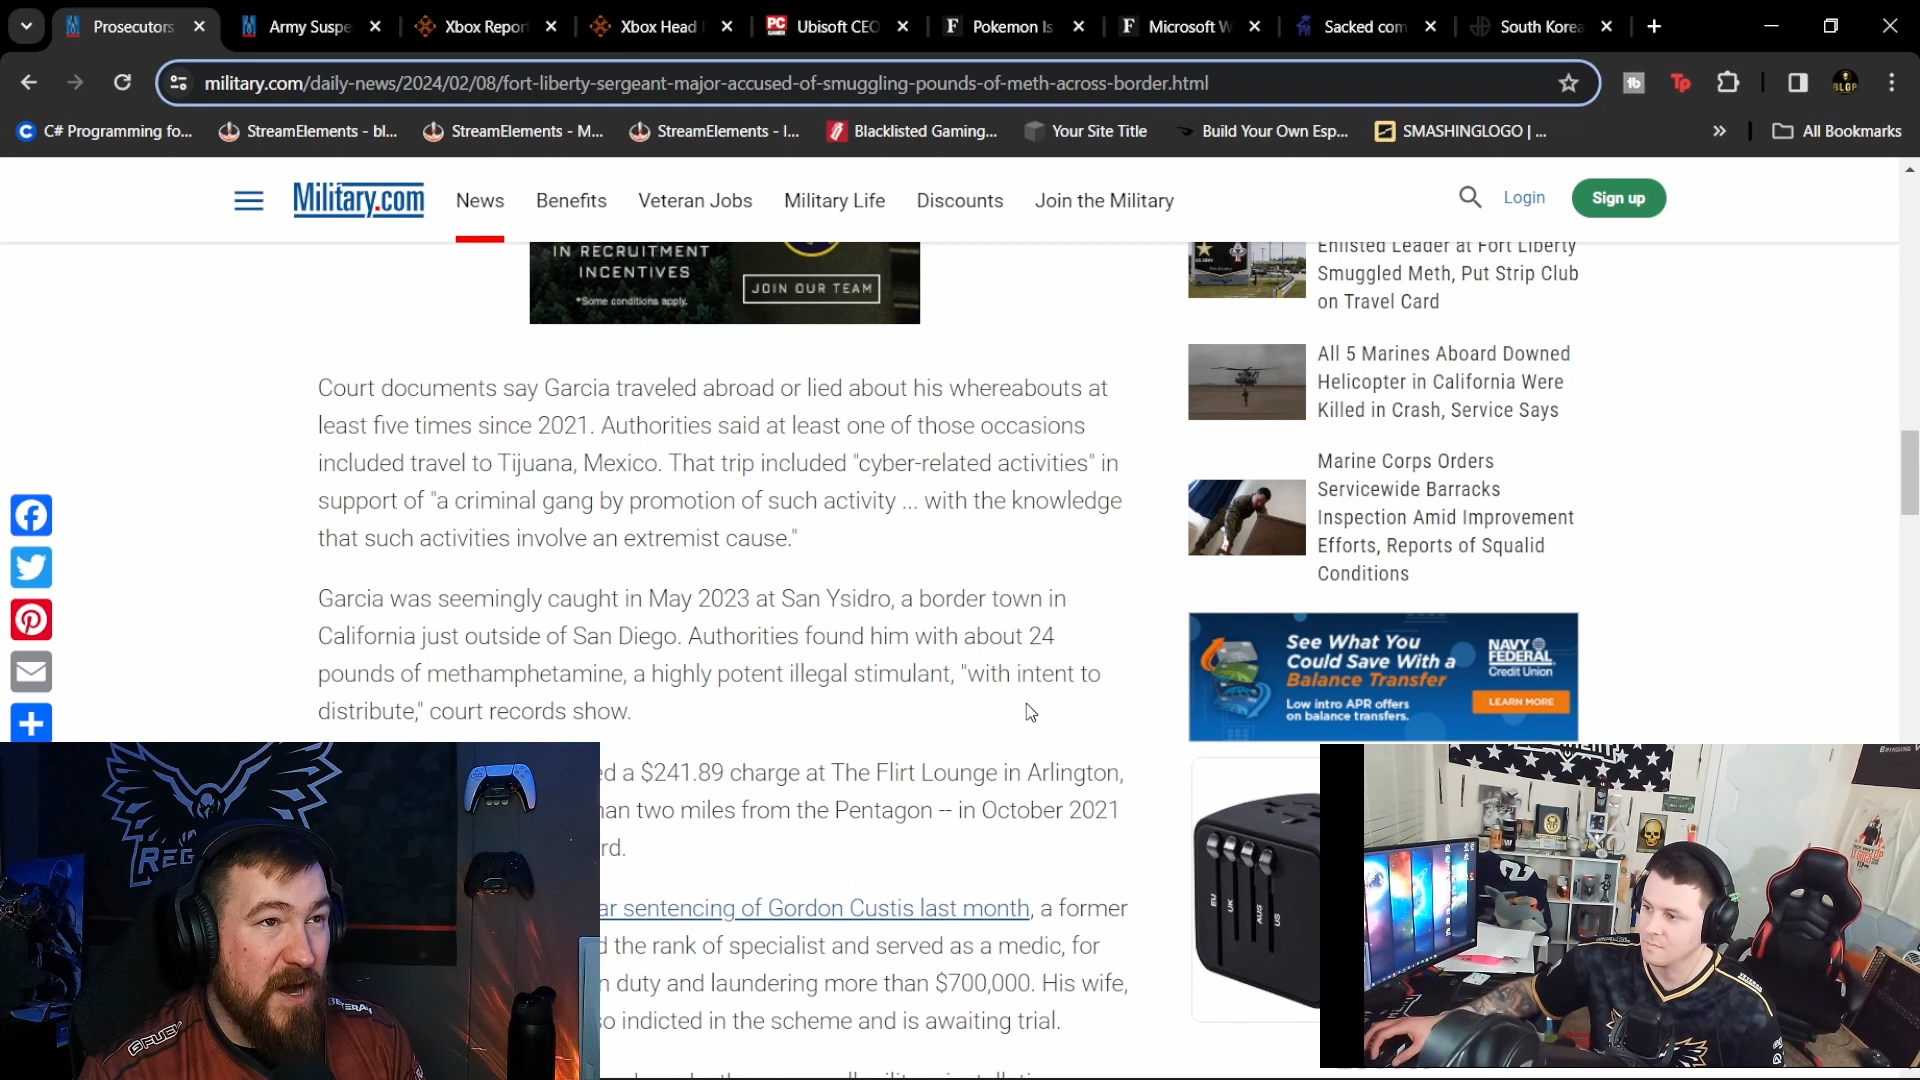 Prosecutors
Army Suspe
Xbox Report
Xbox Head
Ubisoft CEO
Pokemon Is
Microsoft W
Sacked com
South Korea
military.com/daily-news/2024/02/08/fort-liberty-sergeant-major-accused-of-smuggling-pounds-of-meth-across-border.html
C# Programming fo...
StreamElements - bl...
StreamElements - M...
StreamElements - I...
Blacklisted Gaming...
Your Site Title
Build Your Own Esp...
SMASHINGLOGO | ...
All Bookmarks
Military.com
News
Benefits
Veteran Jobs
Military Life
Discounts
Join the Military
Login
Sign up
IN RECRUITMENT
INCENTIVES
*Some conditions apply.
JOIN OUR TEAM
Court documents say Garcia traveled abroad or lied about his whereabouts at
least five times since 2021. Authorities said at least one of those occasions
included travel to Tijuana, Mexico. That trip included "cyber-related activities" in
support of "a criminal gang by promotion of such activity ... with the knowledge
that such activities involve an extremist cause."
Garcia was seemingly caught in May 2023 at San Ysidro, a border town in
California just outside of San Diego. Authorities found him with about 24
pounds of methamphetamine, a highly potent illegal stimulant, "with intent to
distribute," court records show.
ed a $241.89 charge at The Flirt Lounge in Arlington,
han two miles from the Pentagon -- in October 2021
rd.
ar sentencing of Gordon Custis last month, a former
d the rank of specialist and served as a medic, for
n duty and laundering more than $700,000. His wife,
so indicted in the scheme and is awaiting trial.
Enlisted Leader at Fort Liberty
Smuggled Meth, Put Strip Club
on Travel Card
All 5 Marines Aboard Downed
Helicopter in California Were
Killed in Crash, Service Says
Marine Corps Orders
Servicewide Barracks
Inspection Amid Improvement
Efforts, Reports of Squalid
Conditions
See What You
Could Save With a
Balance Transfer
Low intro APR offers
on balance transfers.
NAVY
FEDERAL
Credit Union
LEARN MORE
EU
UK
AUS
US
REG
G FUEL